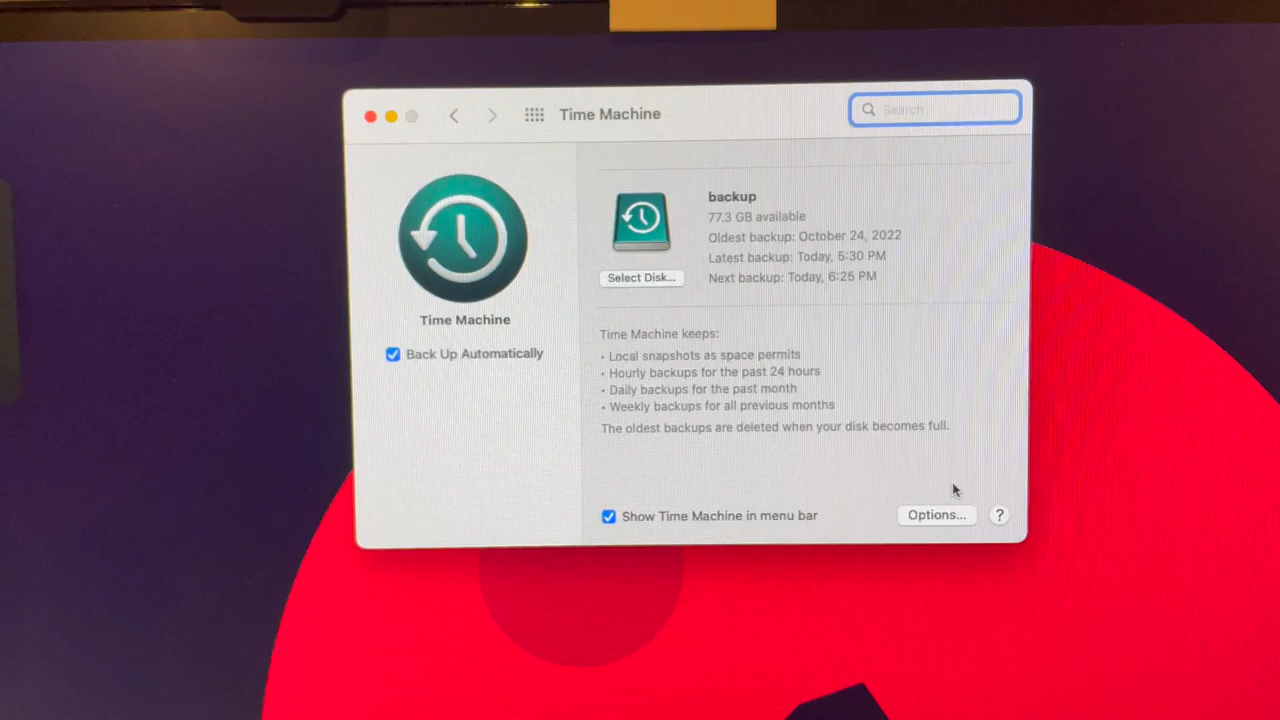 Time Machine
Search
Time Machine
Back Up Automatically
backup
77.3 GB available
Oldest backup: October 24, 2022
Latest backup: Today, 5:30 PM
Next backup: Today, 6:25 PM
Select Disk...
Time Machine keeps:
• Local snapshots as space permits
• Hourly backups for the past 24 hours
• Daily backups for the past month
• Weekly backups for all previous months
The oldest backups are deleted when your disk becomes full.
Show Time Machine in menu bar
Options...
?